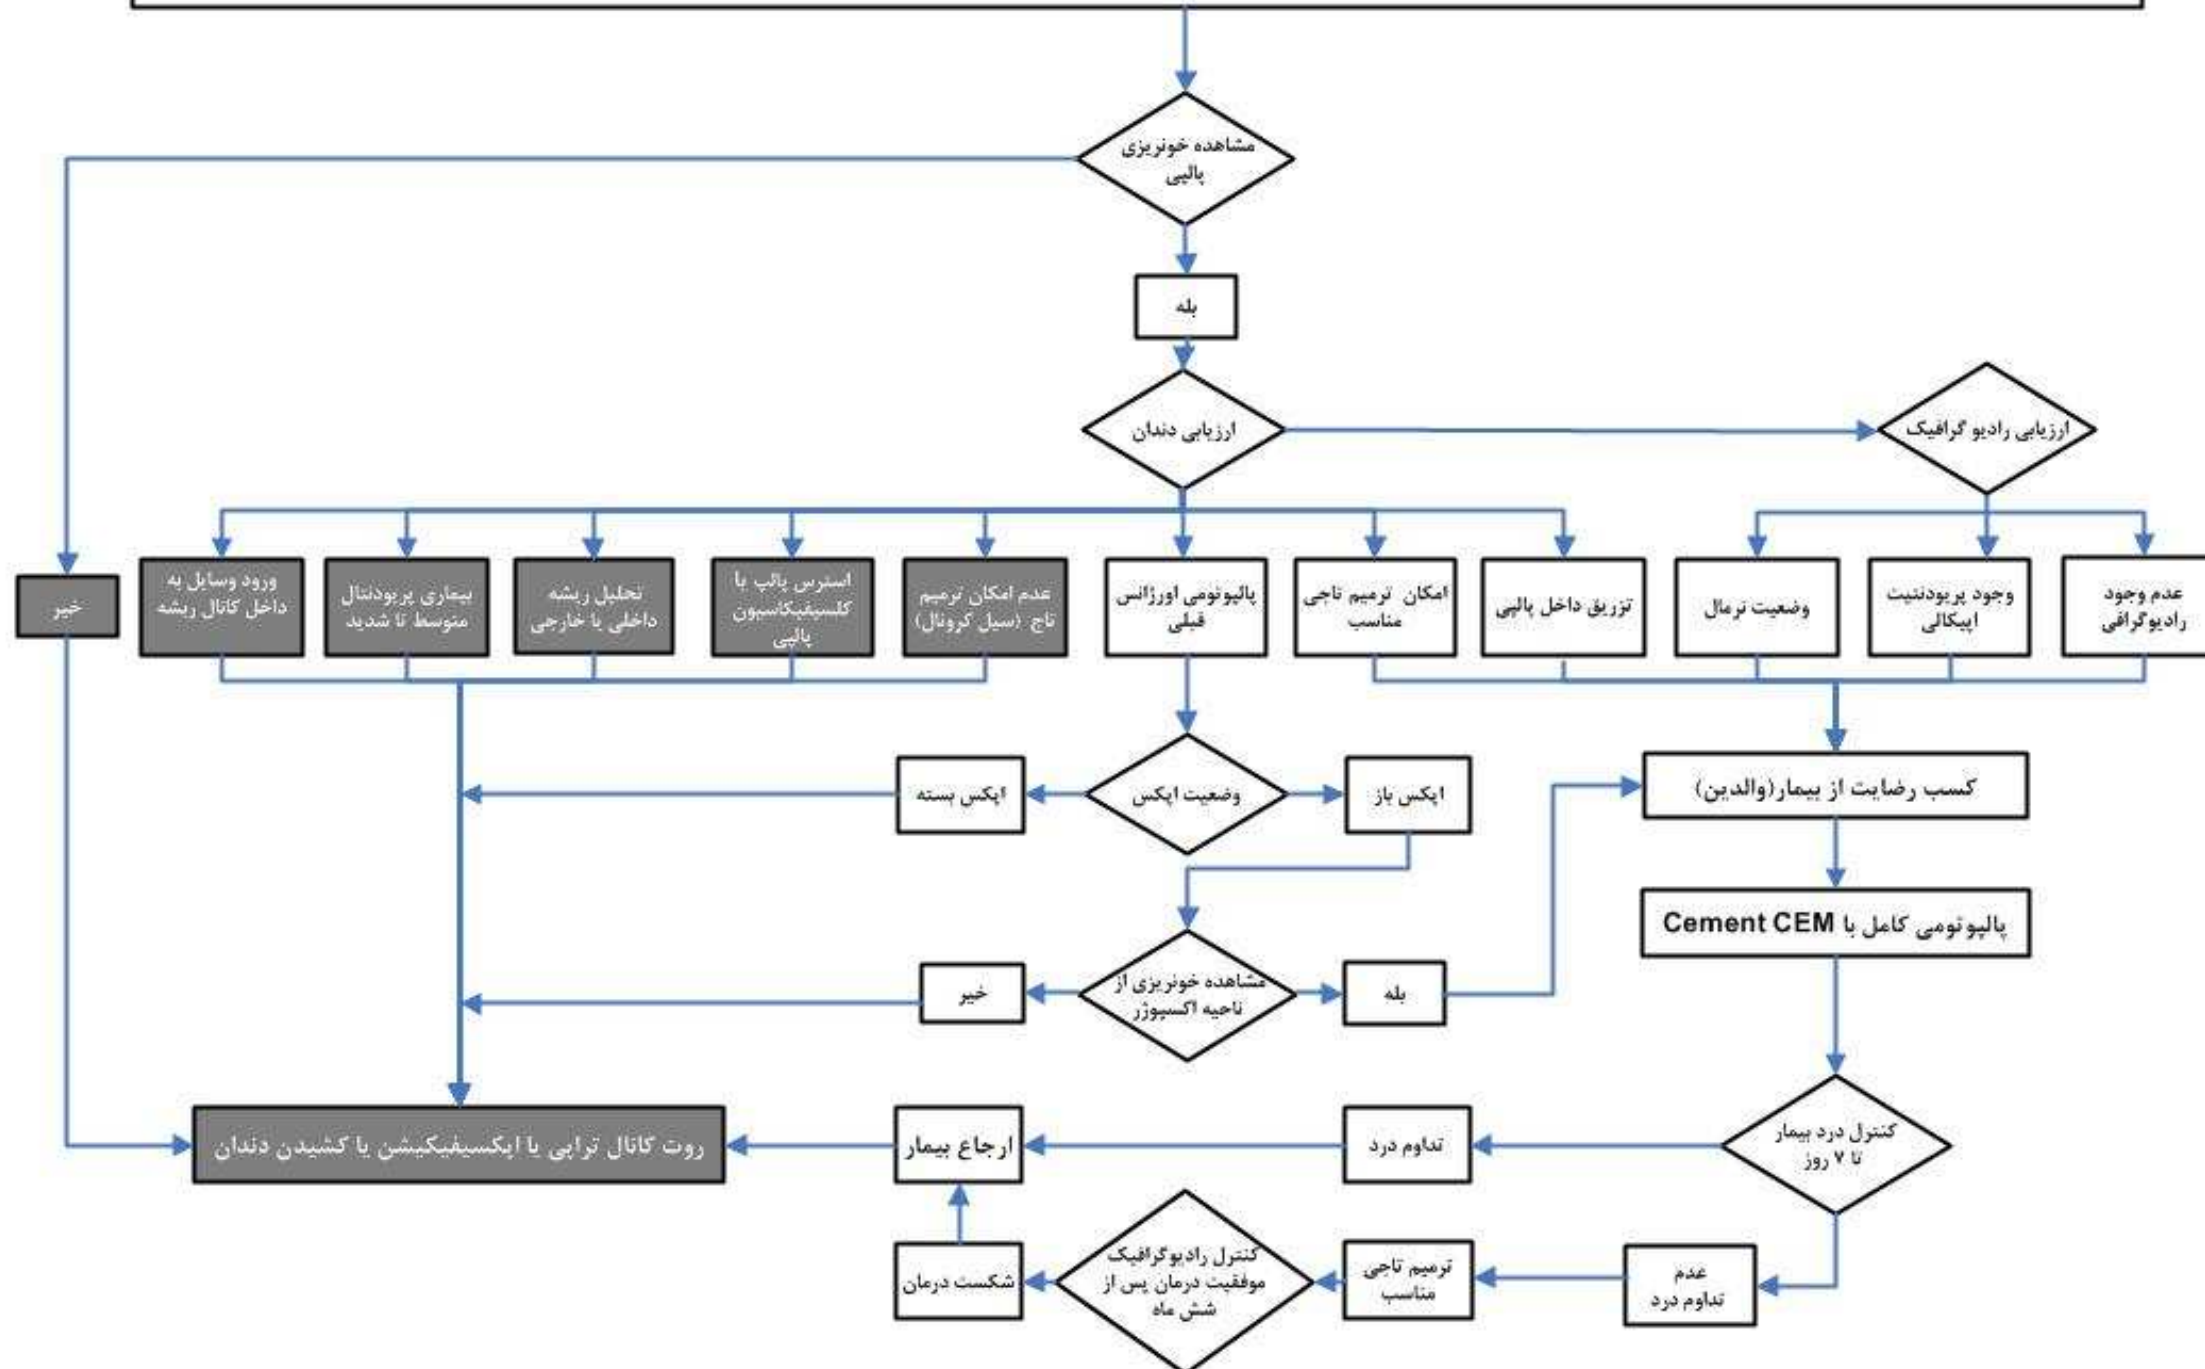 مشاهده خونریزی
پالپی
بله
ارزیابی دندان
ارزیابی رادیو گرافیک
خیر
ورود وسایل به
داخل کانال ریشه
بیماری پریودنتال
متوسط تا شدید
تحلیل ریشه
داخلی یا خارجی
استرس پالپ یا
کلسیفیکاسیون
پالپی
عدم امکان ترمیم
تاج (سیل کرونال)
پالپوتومی اورژانس
قبلی
امکان ترمیم تاجی
مناسب
تزریق داخل پالپی
وضعیت نرمال
وجود پریودنتیت
اپیکالی
عدم وجود
رادیوگرافی
اپکس بسته
وضعیت اپکس
اپکس باز
کسب رضایت از بیمار(والدین)
پالپوتومی کامل با Cement CEM
خیر
مشاهده خونریزی از
ناحیه اکسپوژر
بله
روت کانال تراپی یا اپکسیفیکیشن یا کشیدن دندان
ارجاع بیمار
تداوم درد
کنترل درد بیمار
تا ۷ روز
شکست درمان
کنترل رادیوگرافیک
موفقیت درمان پس از
شش ماه
ترمیم تاجی
مناسب
عدم
تداوم درد